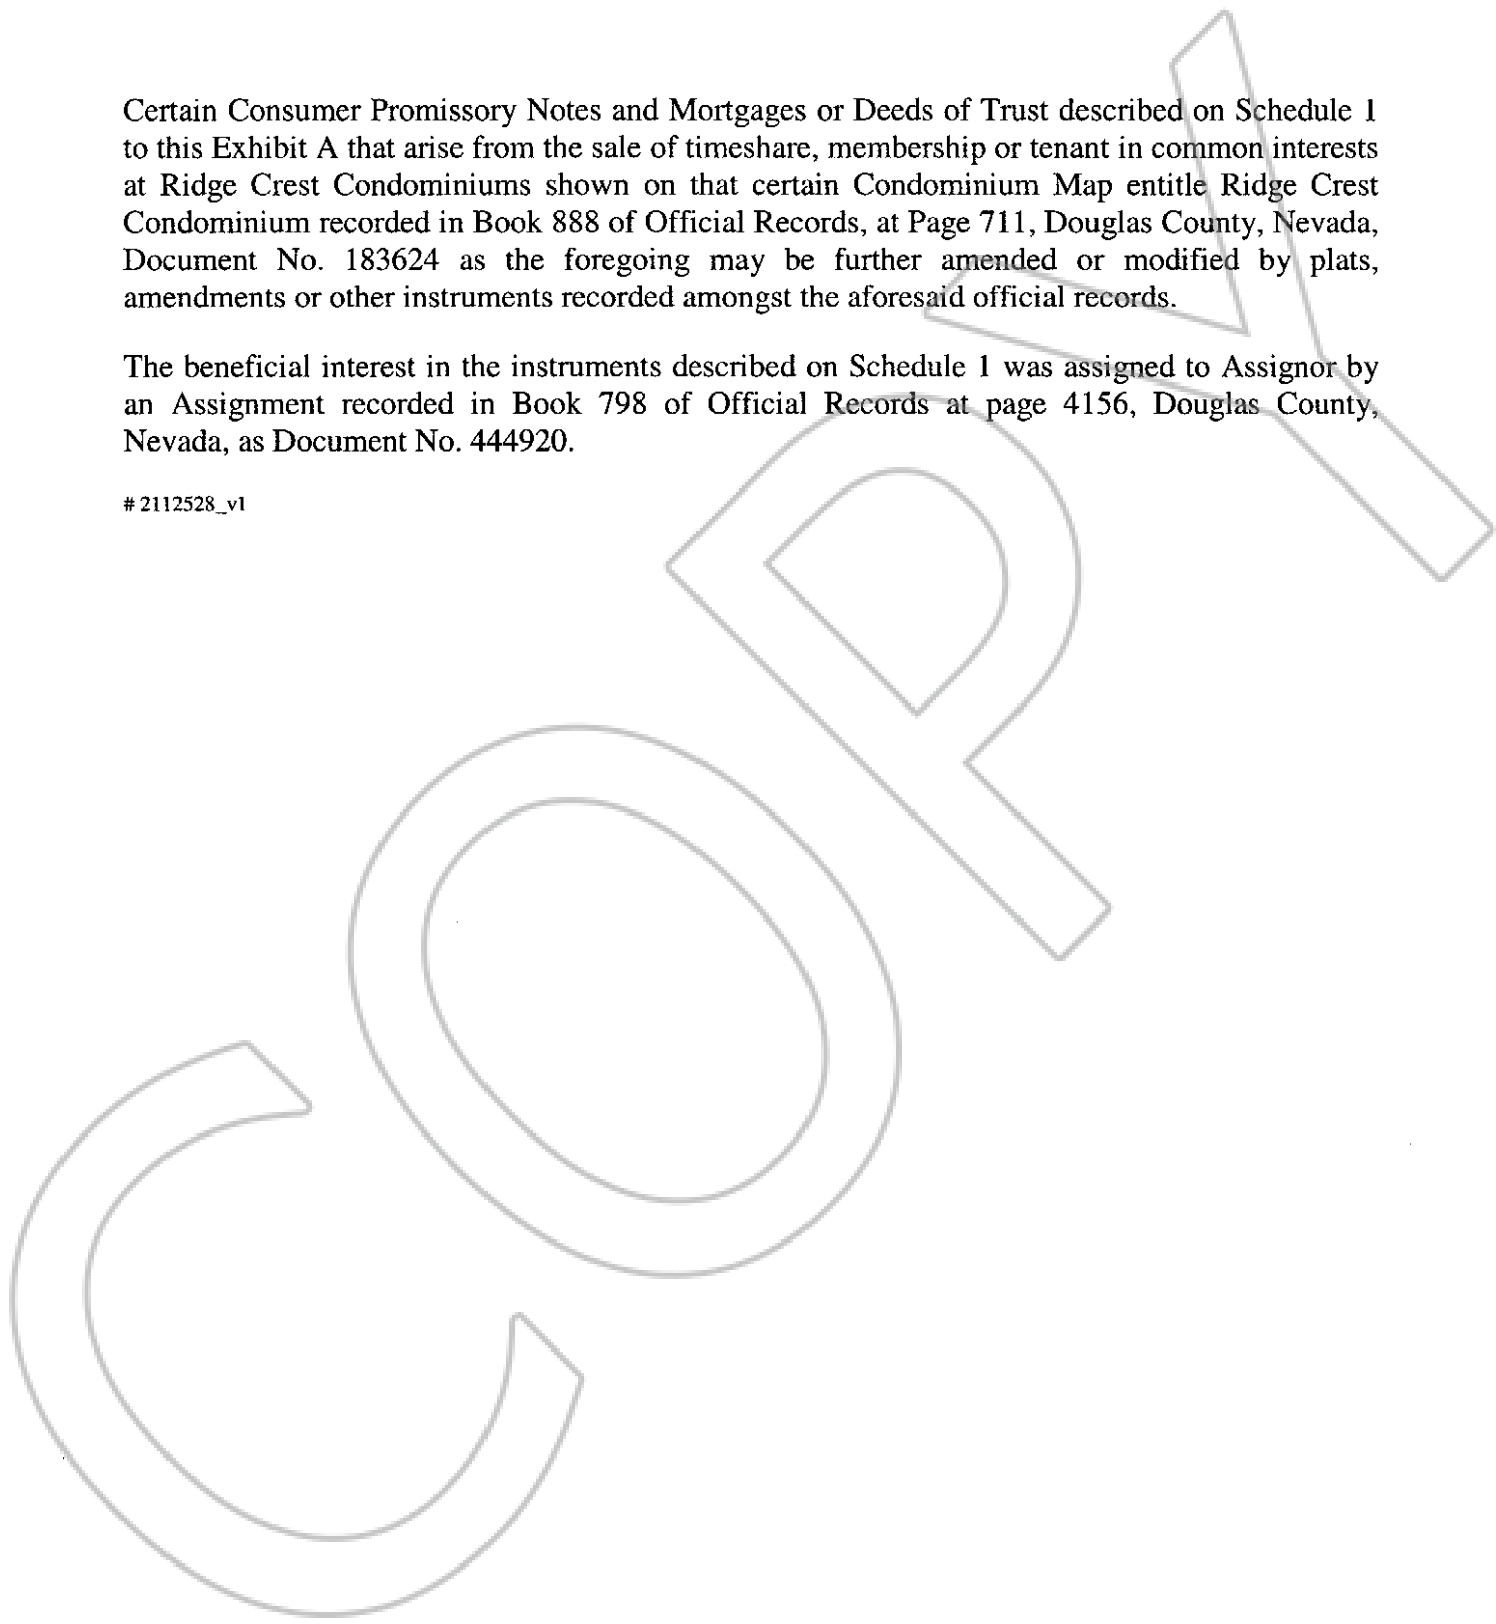 Certain Consumer Promissory Notes and Mortgages or Deeds of Trust described on Schedule 1
to this Exhibit A that arise from the sale of timeshare, membership or tenant in common interests
at Ridge Crest Condominiums shown on that certain Condominium Map entitle Ridge Crest
Condominium recorded in Book 888 of Official Records, at Page 711, Douglas County, Nevada,
Document No. 183624 as the foregoing may be further amended or modified by plats,
amendments or other instruments recorded amongst the aforesaid official records.
The beneficial interest in the instruments described on Schedule 1 was assigned to Assignor by
an Assignment recorded in Book 798 of Official Records at page 4156, Douglas County,
Nevada, as Document No. 444920.
# 2112528_v1
COPY